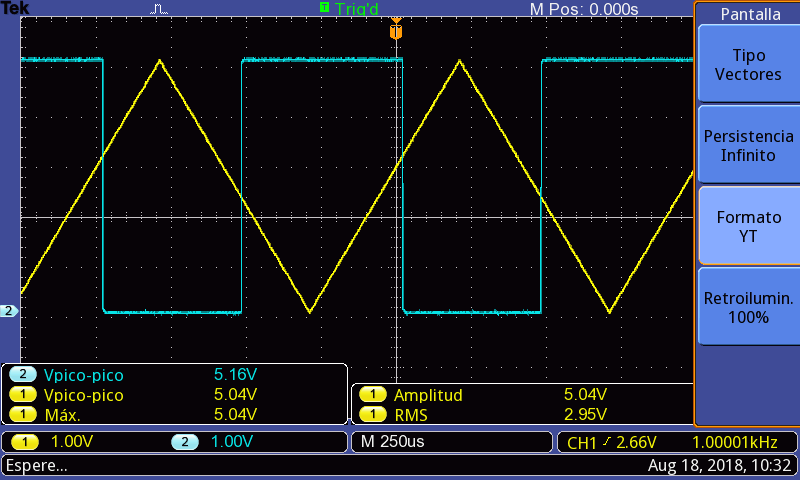 Tek
T Trig'd
M Pos: 0.000s
T
2
Pantalla
Tipo
Vectores
Persistencia
Infinito
Formato
YT
Retroilumin.
100%
2 Vpico-pico 5.16V
1 Vpico-pico 5.04V
1 Máx. 5.04V
1 Amplitud 5.04V
1 RMS 2.95V
1 1.00V 2 1.00V
M 250us
CH1 2.66V 1.00001kHz
Espere...
Aug 18, 2018, 10:32